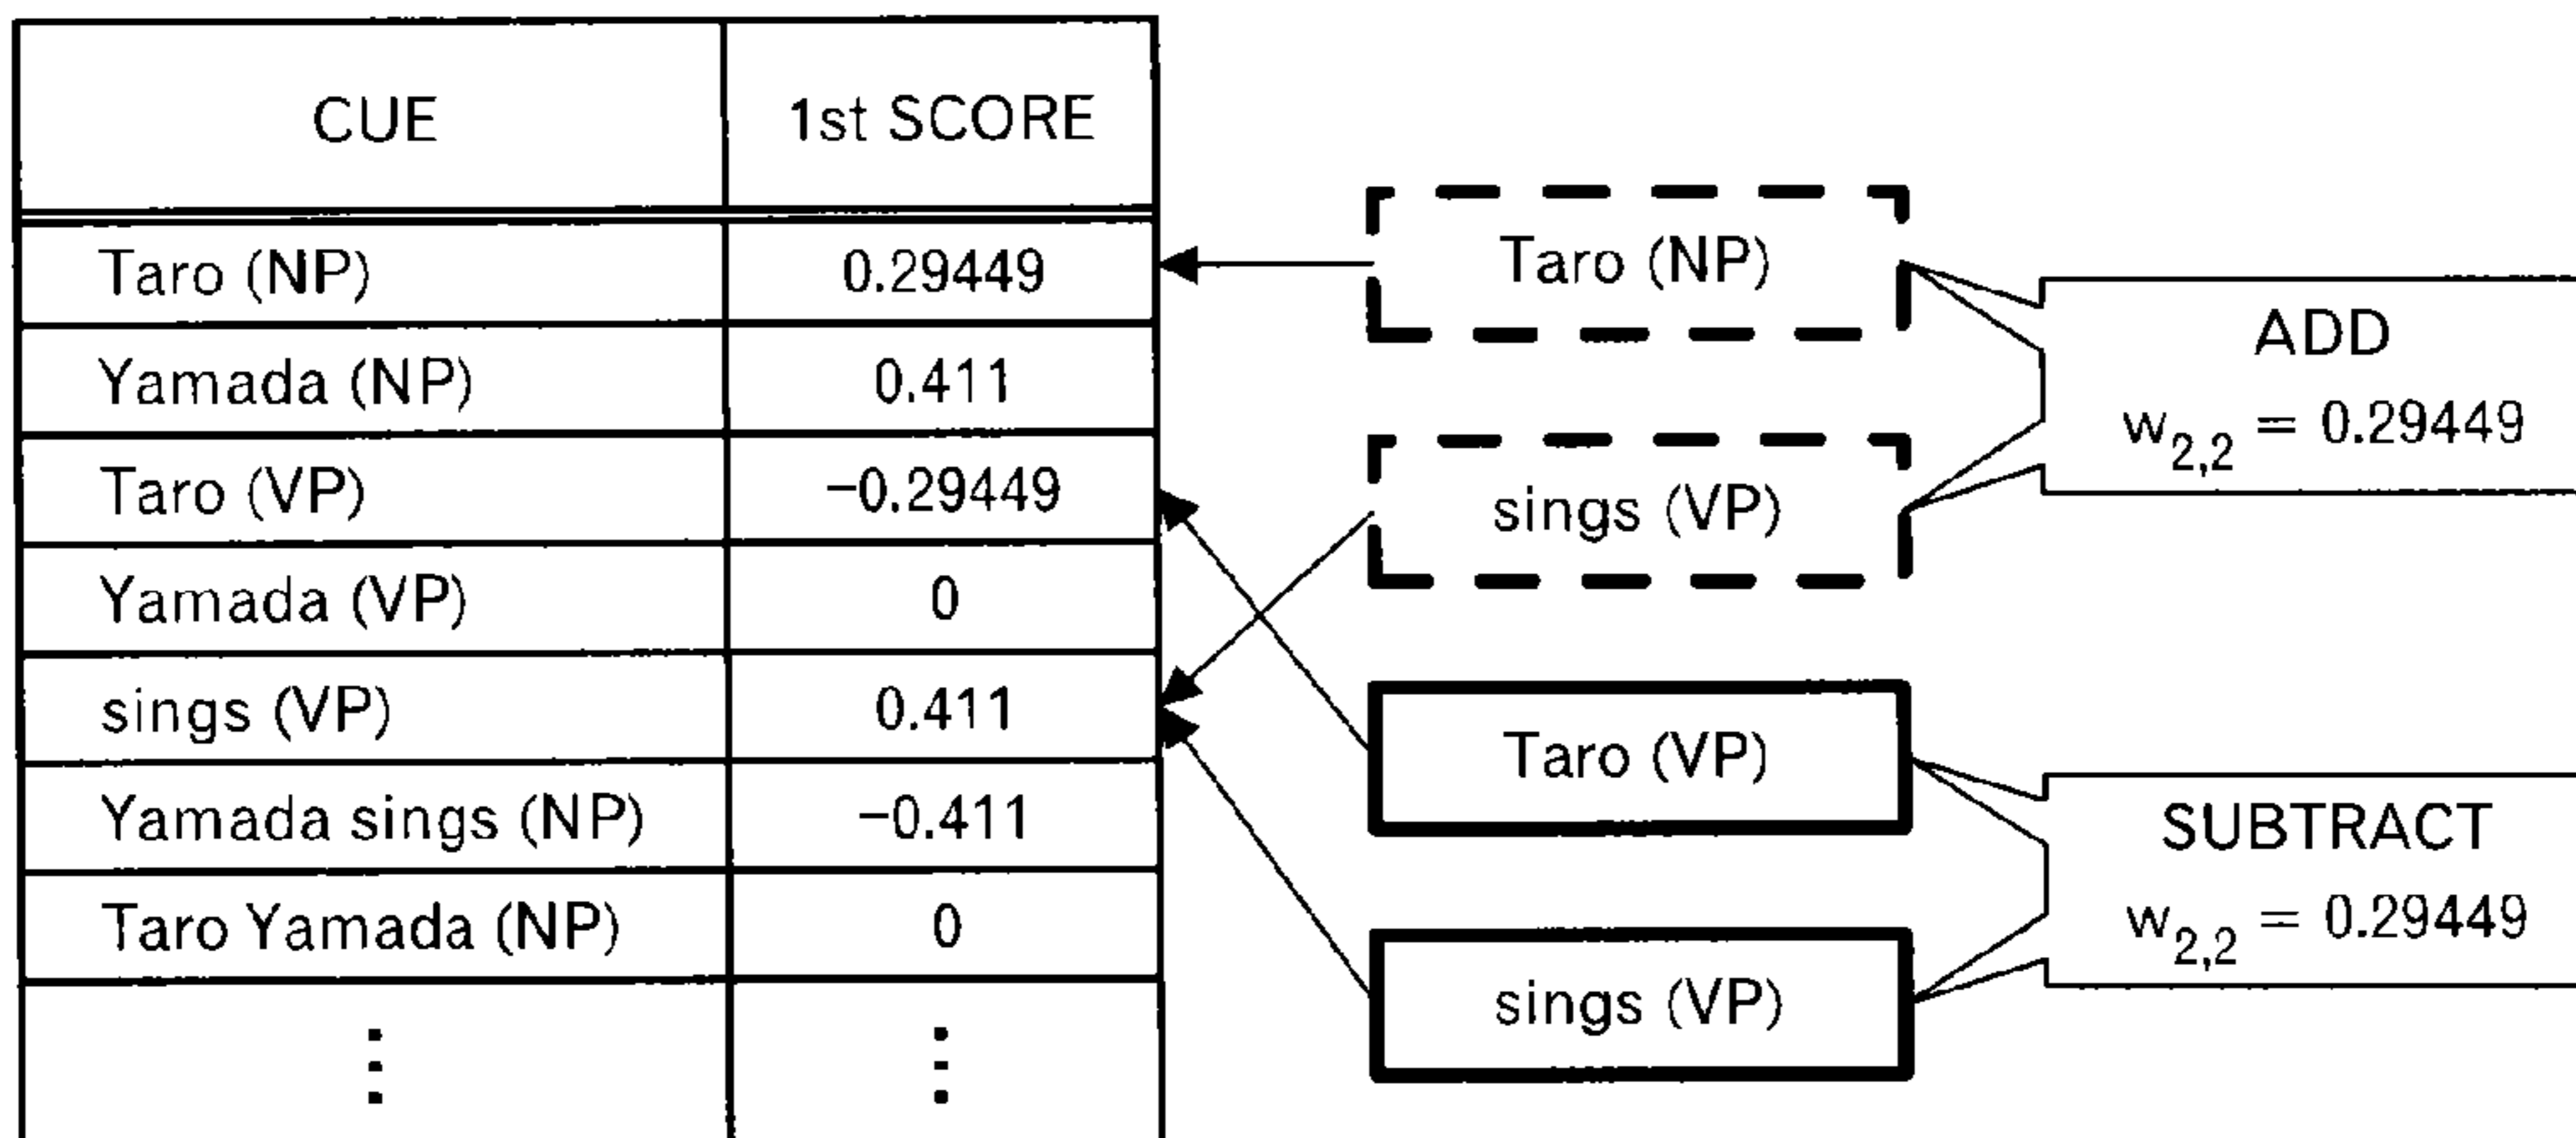 CUE 1st SCORE
Taro (NP) 0.29449
Yamada (NP) 0.411
Taro (VP) −0.29449
Yamada (VP) 0
sings (VP) 0.411
Yamada sings (NP) −0.411
Taro Yamada (NP) 0
⋮ ⋮
Taro (NP)
sings (VP)
Taro (VP)
sings (VP)
ADD
w2,2 = 0.29449
SUBTRACT
w2,2 = 0.29449